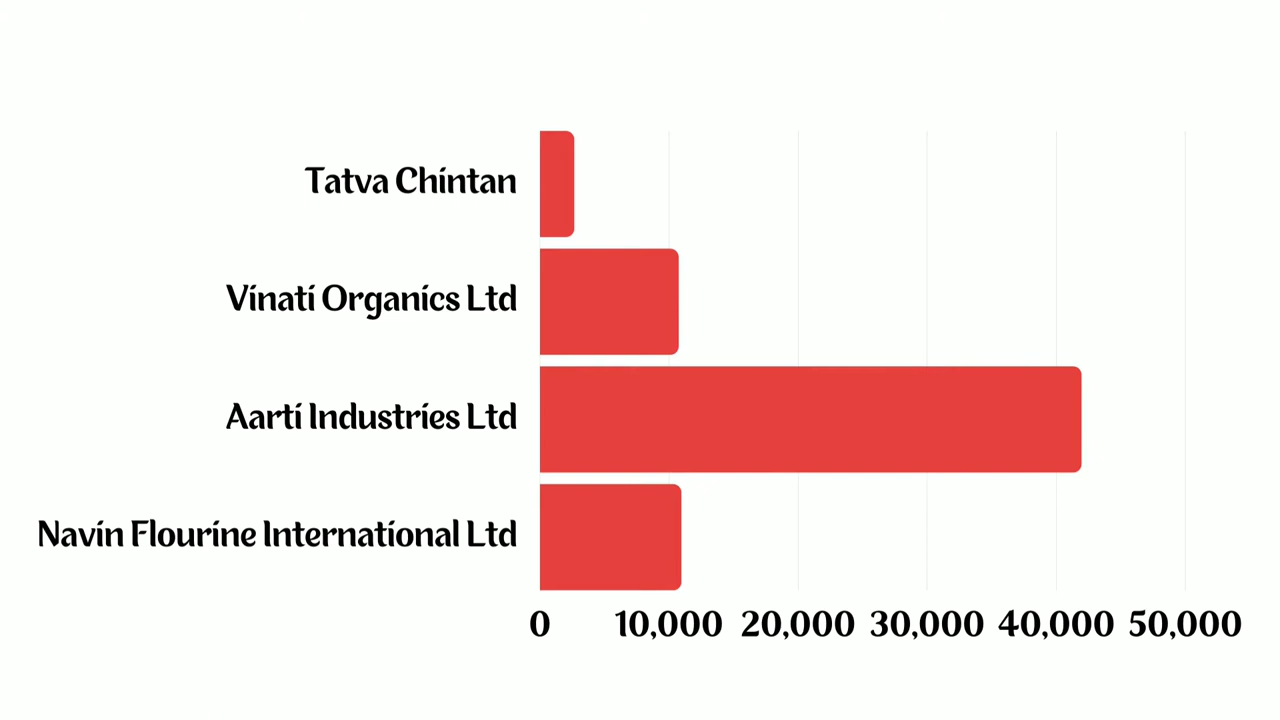 Tatva Chintan
Vinati Organics Ltd
Aarti Industries Ltd
Navin Flourine International Ltd
0 10,000 20,000 30,000 40,000 50,000